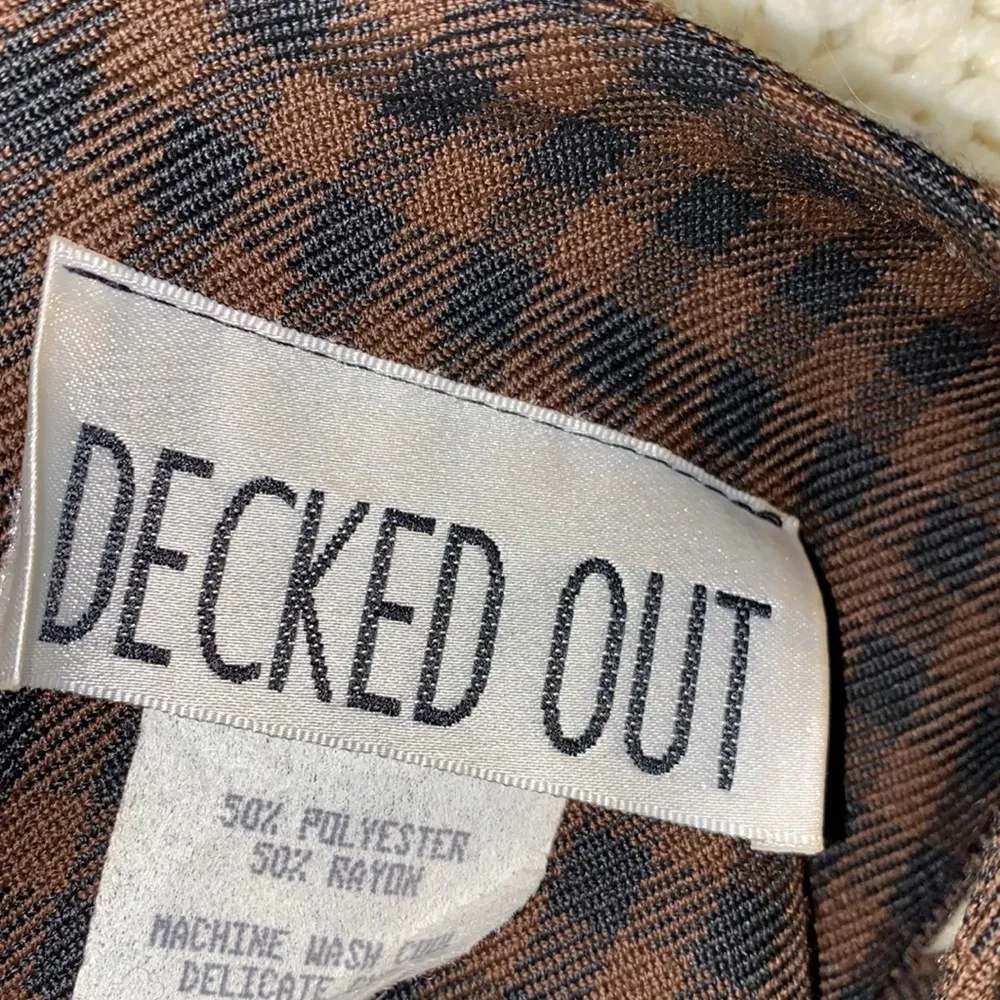 DECKED OUT
50% POLYESTER
50% RAYON
MACHINE WASH
DELICATE